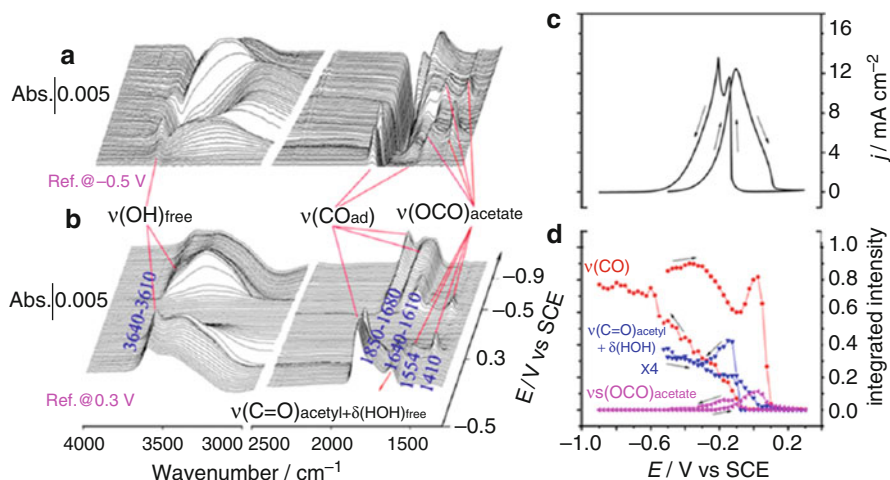 a
Abs. 0.005
Ref.@−0.5 V
ν(OH)free
ν(COad)
ν(OCO)acetate
b
Abs. 0.005
3640-3610
1850-1680
1640-1610
1554
1410
Ref.@0.3 V
ν(C=O)acetyl+δ(HOH)free
−0.9
−0.5
0.3
−0.5
E/V vs SCE
4000 3500 3000 2500 2000 1500
Wavenumber / cm−1
c
16
12
8
4
0
j / mA cm−2
d
ν(CO)
ν(C=O)acetyl
+ δ(HOH)
X4
νs(OCO)acetate
1.0
0.8
0.6
0.4
0.2
0.0
integrated intensity
−1.0 −0.5 0.0
E / V vs SCE